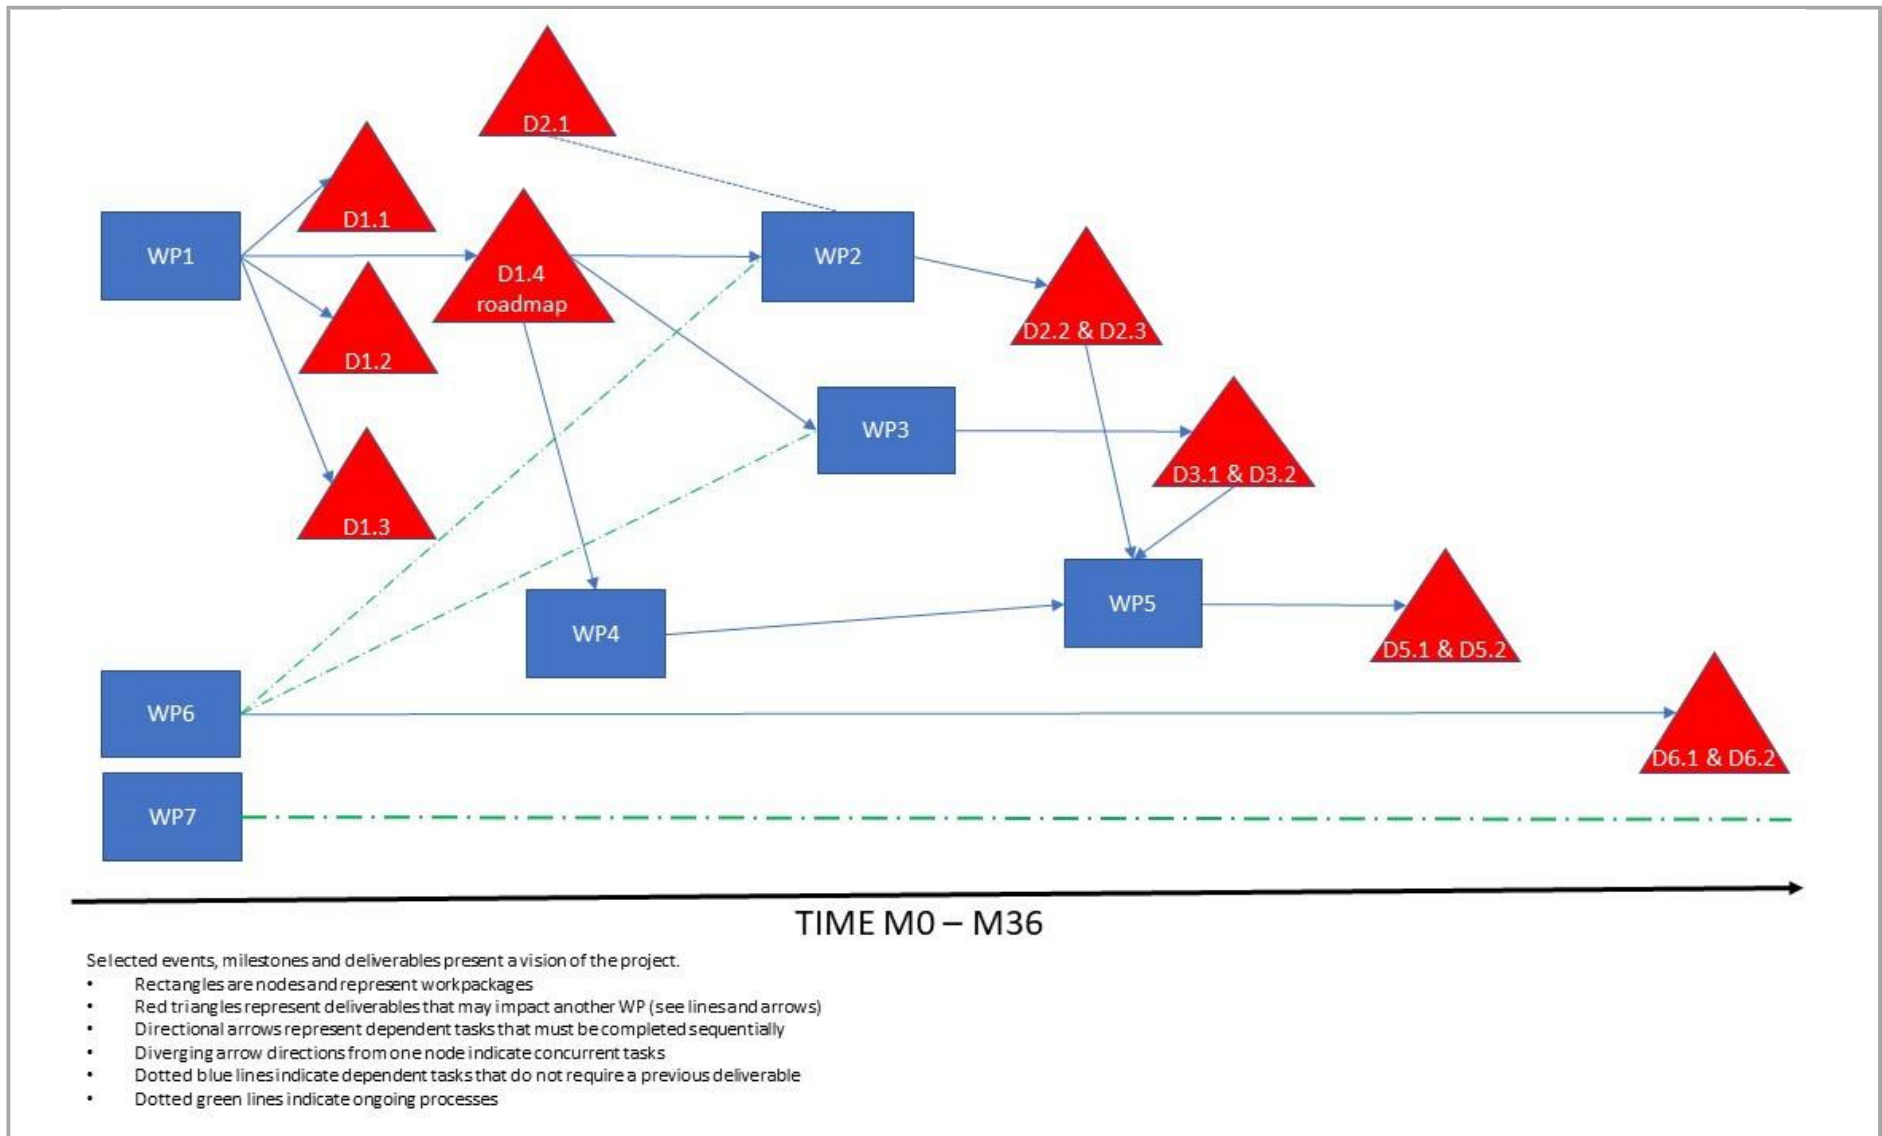 D2.1
D1.1
WP1
WP2
D1.4
roadmap
D2.2 & D2.3
D1.2
WP3
D3.1 & D3.2
D1.3
WP5
WP4
D5.1 & D5.2
WP6
D6.1 & D6.2
WP7
TIME M0 – M36
Selected events, milestones and deliverables present a vision of the project.
• Rectangles are nodes and represent workpackages
• Red triangles represent deliverables that may impact another WP (see lines and arrows)
• Directional arrows represent dependent tasks that must be completed sequentially
• Diverging arrow directions from one node indicate concurrent tasks
• Dotted blue lines indicate dependent tasks that do not require a previous deliverable
• Dotted green lines indicate ongoing processes